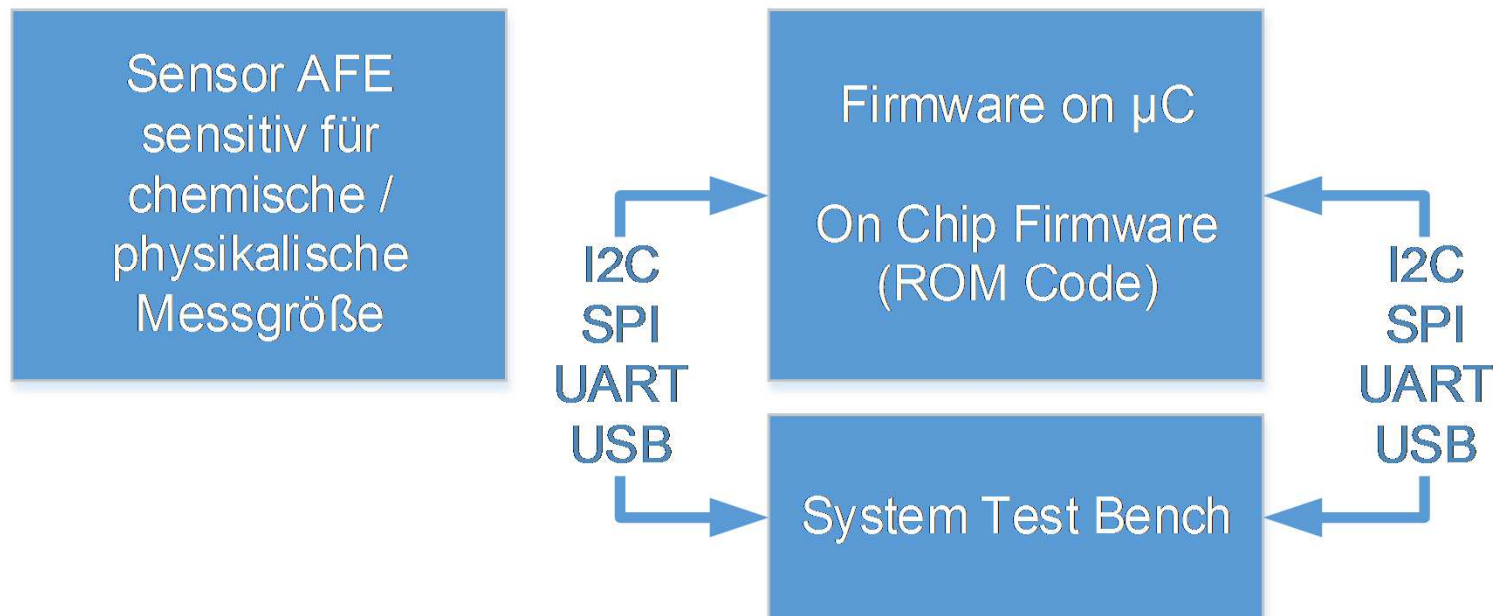 Sensor AFE
sensitiv für
chemische /
physikalische
Messgröße
Firmware on µC
On Chip Firmware
(ROM Code)
I2C
SPI
UART
USB
I2C
SPI
UART
USB
System Test Bench